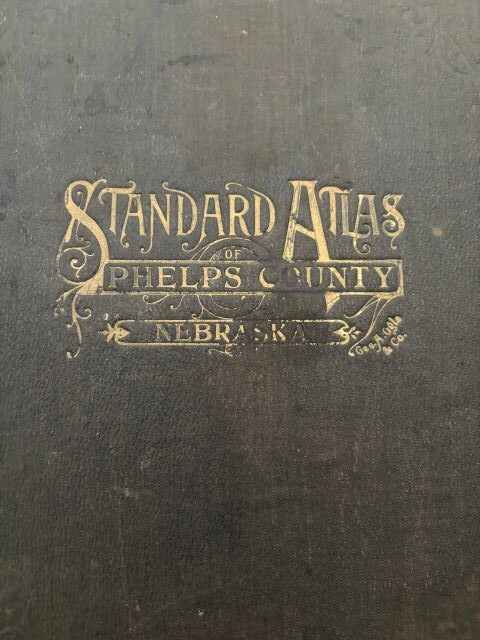 STANDARD ATLAS
OF
PHELPS COUNTY
NEBRASKA
Geo. A. Ogle
& Co.